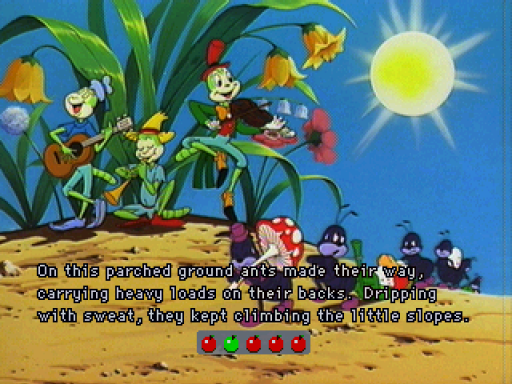 On this parched ground ants made their way,
carrying heavy loads on their backs. Dripping
with sweat, they kept climbing the little slopes.